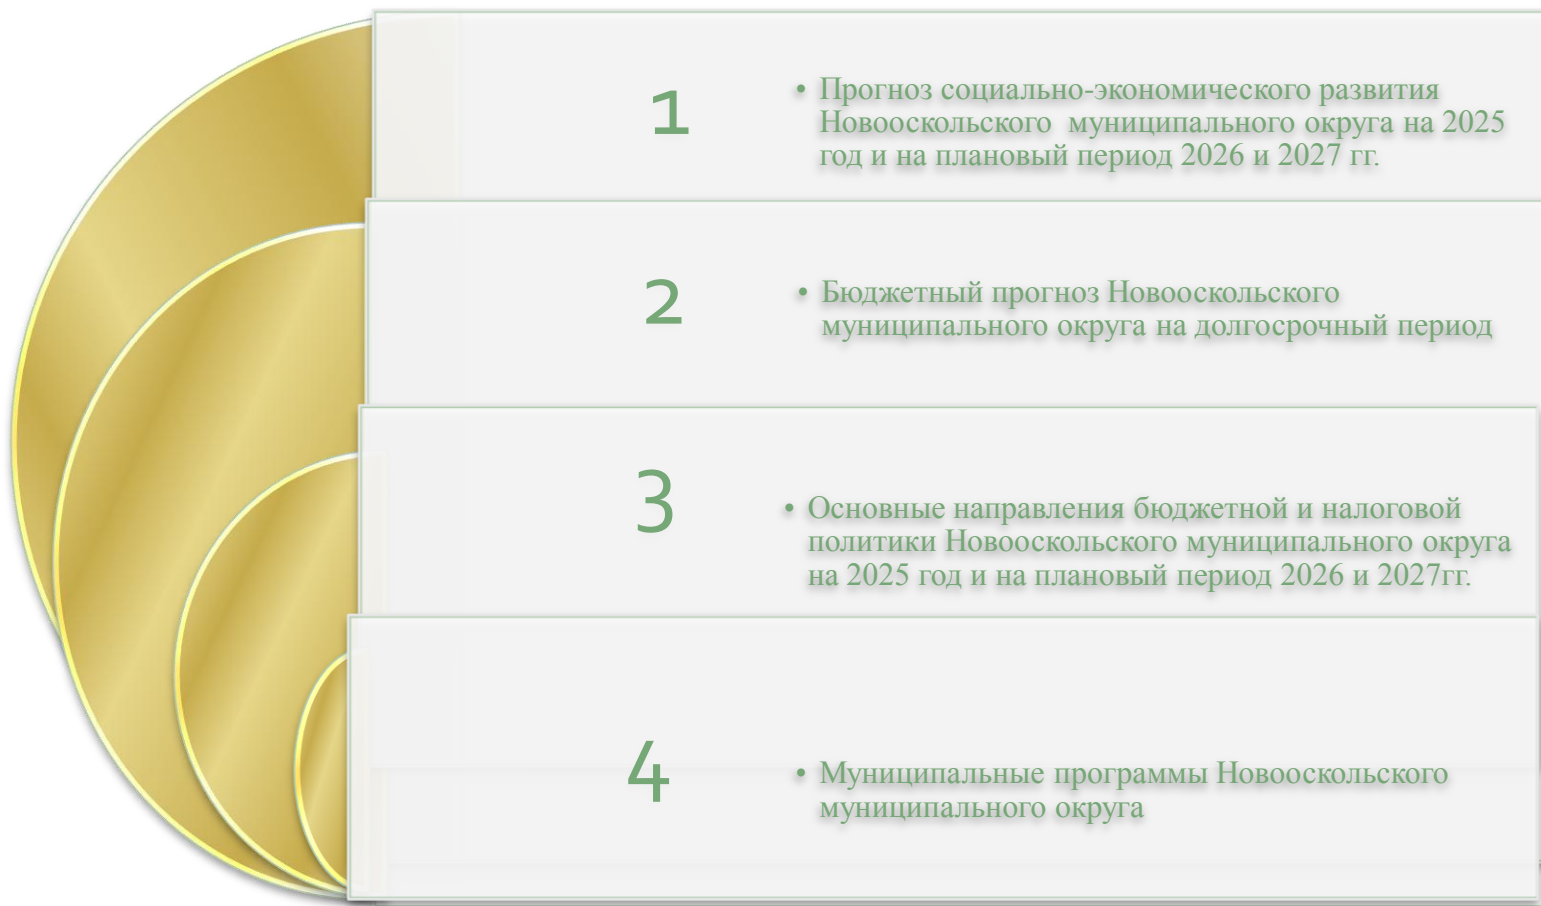 1
• Прогноз социально-экономического развития
Новооскольского муниципального округа на 2025
год и на плановый период 2026 и 2027 гг.
2
• Бюджетный прогноз Новооскольского
муниципального округа на долгосрочный период
3
• Основные направления бюджетной и налоговой
политики Новооскольского муниципального округа
на 2025 год и на плановый период 2026 и 2027гг.
4
• Муниципальные программы Новооскольского
муниципального округа